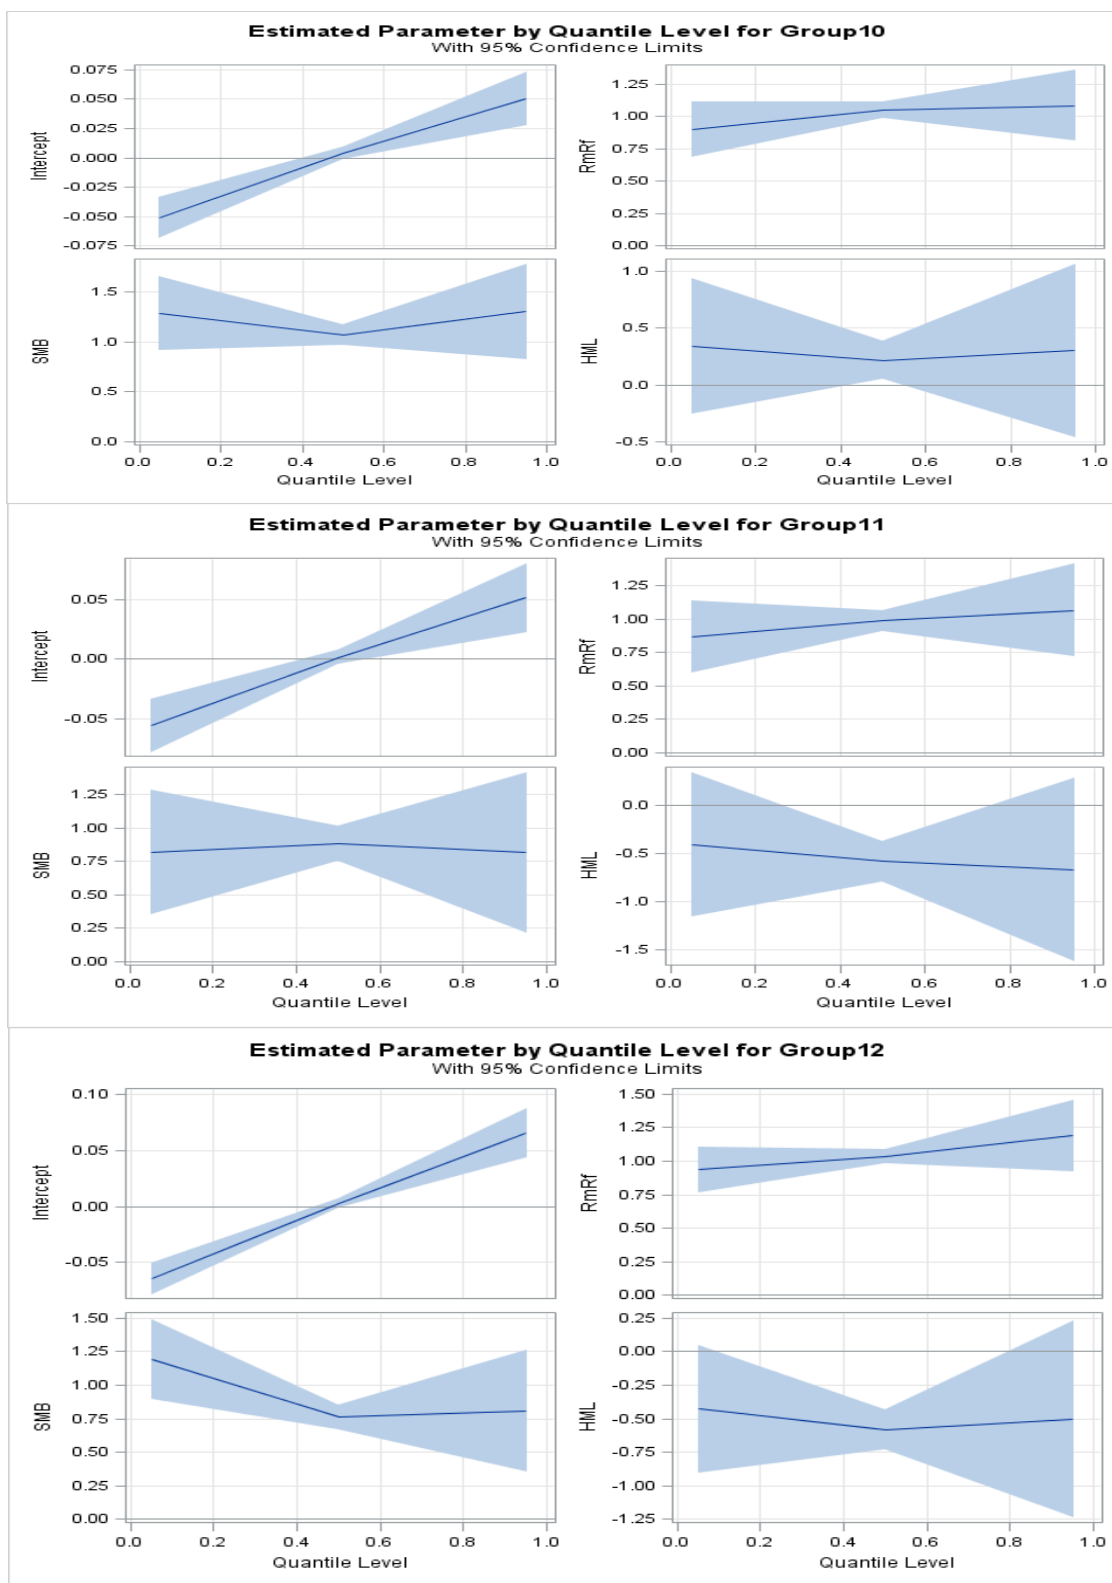 Estimated Parameter by Quantile Level for Group10
With 95% Confidence Limits
0.075
0.050
0.025
0.000
-0.025
-0.050
-0.075
Intercept
1.25
1.00
0.75
0.50
0.25
0.00
RmRf
1.5
1.0
0.5
0.0
SMB
1.0
0.5
0.0
-0.5
HML
0.0 0.2 0.4 0.6 0.8 1.0
Quantile Level
0.0 0.2 0.4 0.6 0.8 1.0
Quantile Level
Estimated Parameter by Quantile Level for Group11
With 95% Confidence Limits
0.05
0.00
-0.05
Intercept
1.25
1.00
0.75
0.50
0.25
0.00
RmRf
1.25
1.00
0.75
0.50
0.25
0.00
SMB
0.0
-0.5
-1.0
-1.5
HML
0.0 0.2 0.4 0.6 0.8 1.0
Quantile Level
0.0 0.2 0.4 0.6 0.8 1.0
Quantile Level
Estimated Parameter by Quantile Level for Group12
With 95% Confidence Limits
0.10
0.05
0.00
-0.05
Intercept
1.50
1.25
1.00
0.75
0.50
0.25
0.00
RmRf
1.50
1.25
1.00
0.75
0.50
0.25
0.00
SMB
0.25
0.00
-0.25
-0.50
-0.75
-1.00
-1.25
HML
0.0 0.2 0.4 0.6 0.8 1.0
Quantile Level
0.0 0.2 0.4 0.6 0.8 1.0
Quantile Level